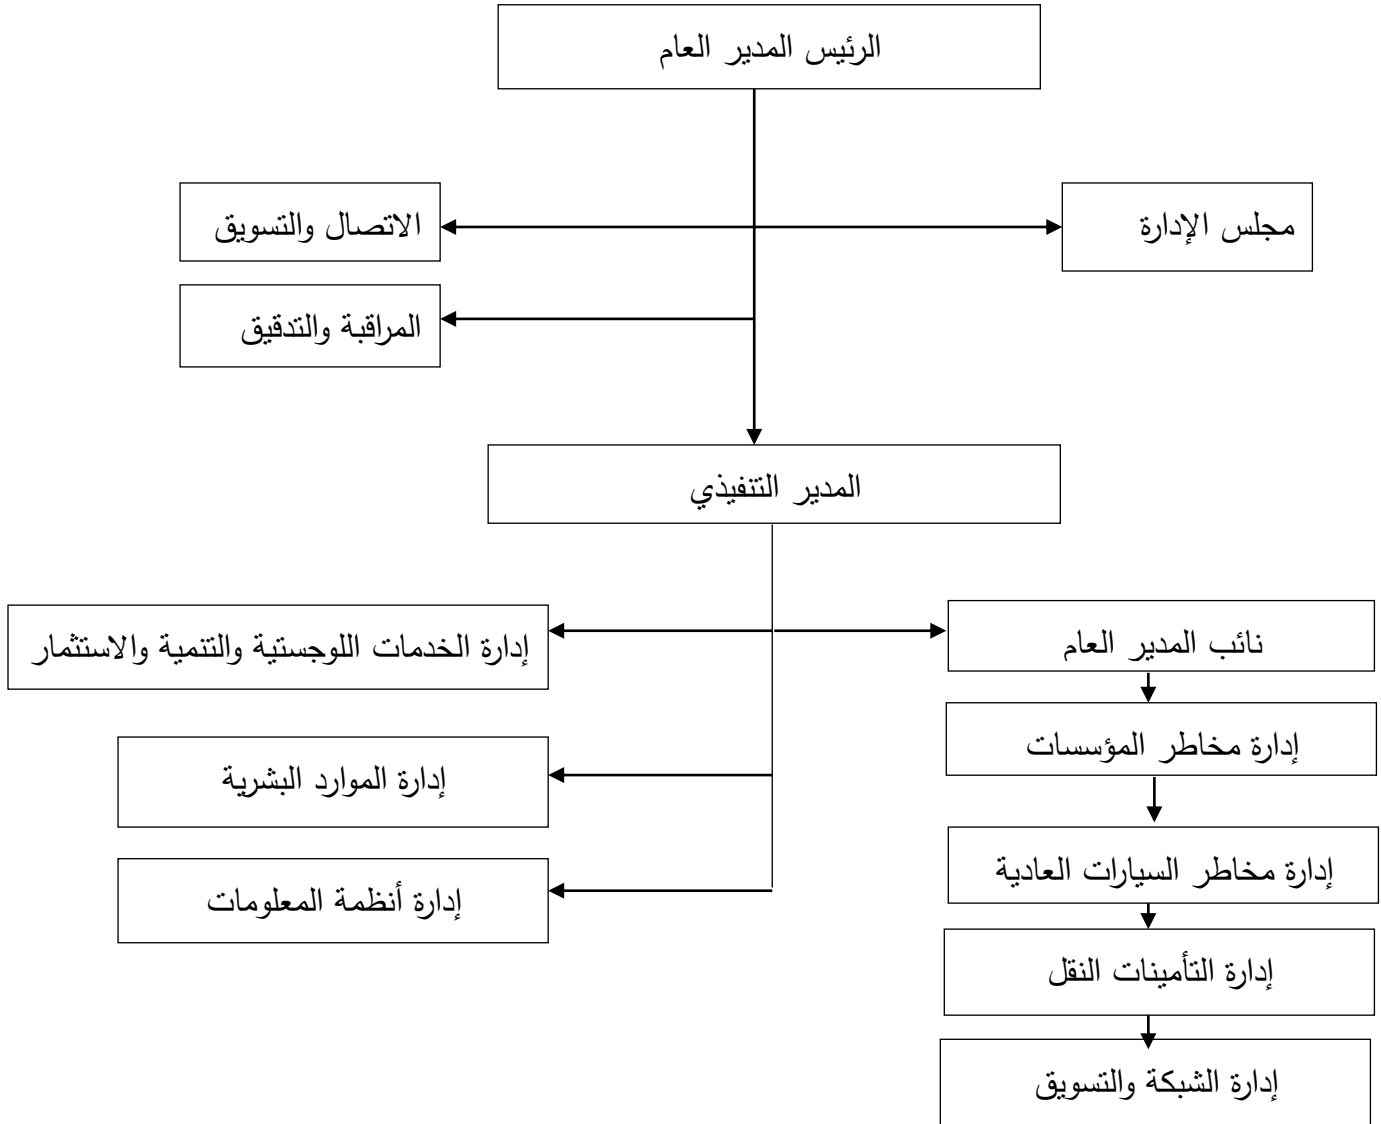 الرئيس المدير العام
مجلس الإدارة
الاتصال والتسويق
المراقبة والتدقيق
المدير التنفيذي
نائب المدير العام
إدارة الخدمات اللوجستية والتنمية والاستثمار
إدارة مخاطر المؤسسات
إدارة الموارد البشرية
إدارة مخاطر السيارات العادية
إدارة أنظمة المعلومات
إدارة التأمينات النقل
إدارة الشبكة والتسويق